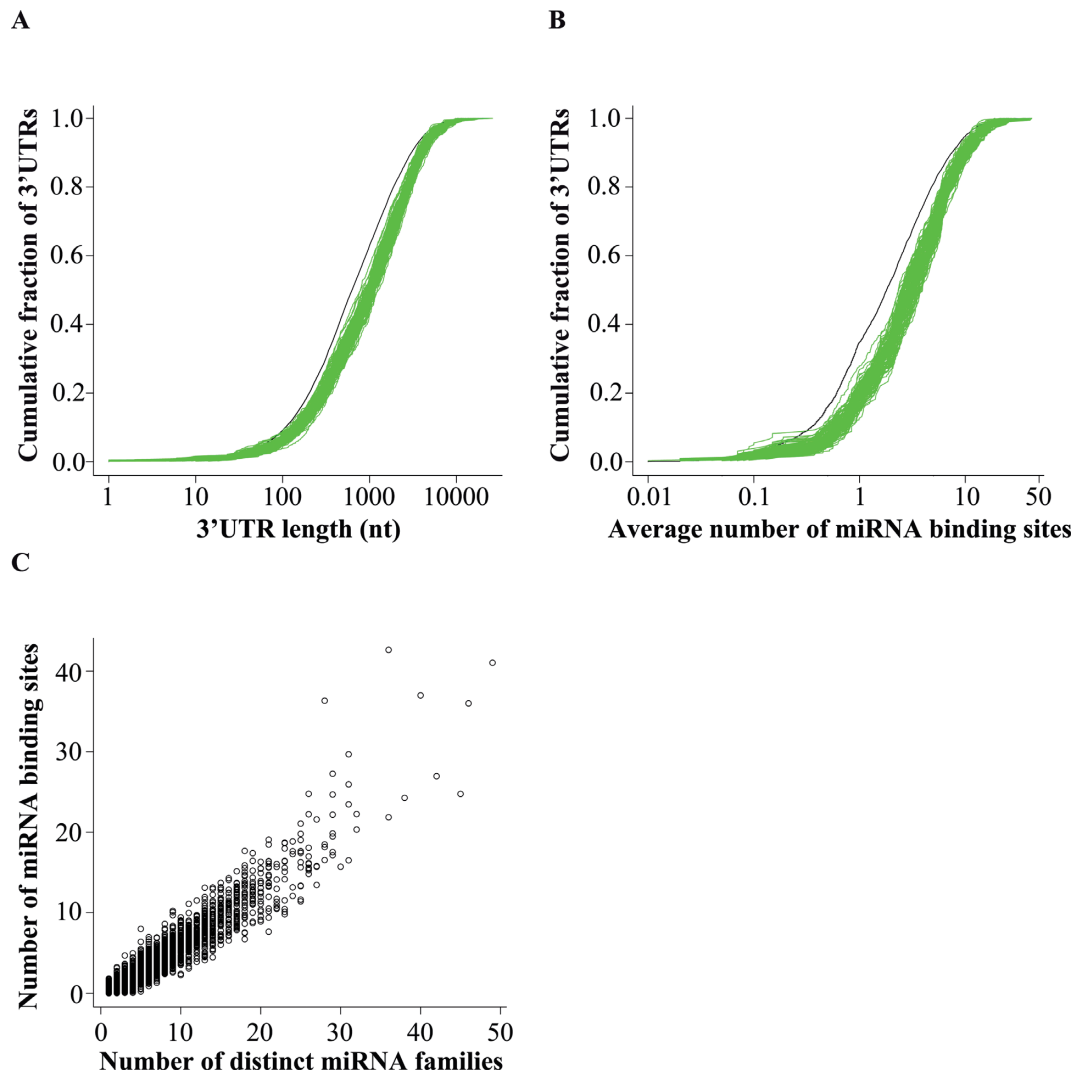 A
B
Cumulative fraction of 3’UTRs
1.0
0.8
0.6
0.4
0.2
0.0
1 10 100 1000 10000
3’UTR length (nt)
Cumulative fraction of 3’UTRs
1.0
0.8
0.6
0.4
0.2
0.0
0.01 0.1 1 10 50
Average number of miRNA binding sites
C
Number of miRNA binding sites
40
30
20
10
0
0 10 20 30 40 50
Number of distinct miRNA families